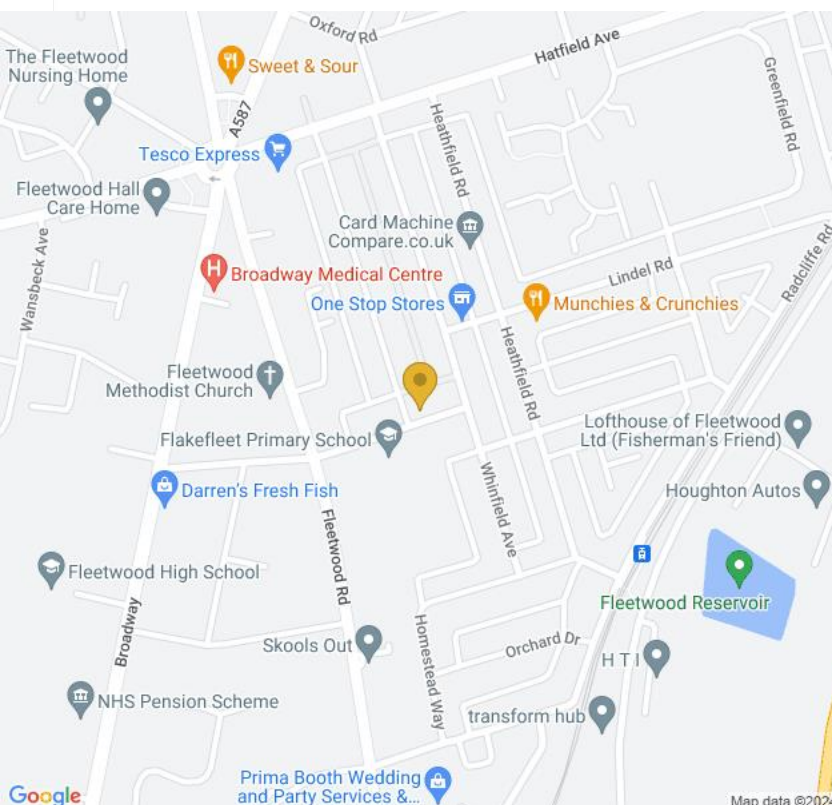 Oxford Rd
Hatfield Ave
The Fleetwood
Nursing Home
Sweet & Sour
Greenfield Rd
A587
Heathfield Rd
Tesco Express
Fleetwood Hall
Care Home
Card Machine
Compare.co.uk
Wansbeck Ave
Radcliffe Rd
Lindel Rd
Broadway Medical Centre
One Stop Stores
Munchies & Crunchies
Heathfield Rd
Fleetwood
Methodist Church
Lofthouse of Fleetwood
Ltd (Fisherman's Friend)
Flakefleet Primary School
Darren's Fresh Fish
Houghton Autos
Whinfield Ave
Fleetwood Rd
Fleetwood High School
Fleetwood Reservoir
Broadway
Skools Out
Homestead Way
Orchard Dr
H T I
NHS Pension Scheme
transform hub
Prima Booth Wedding
and Party Services &...
Google
Map data ©2024